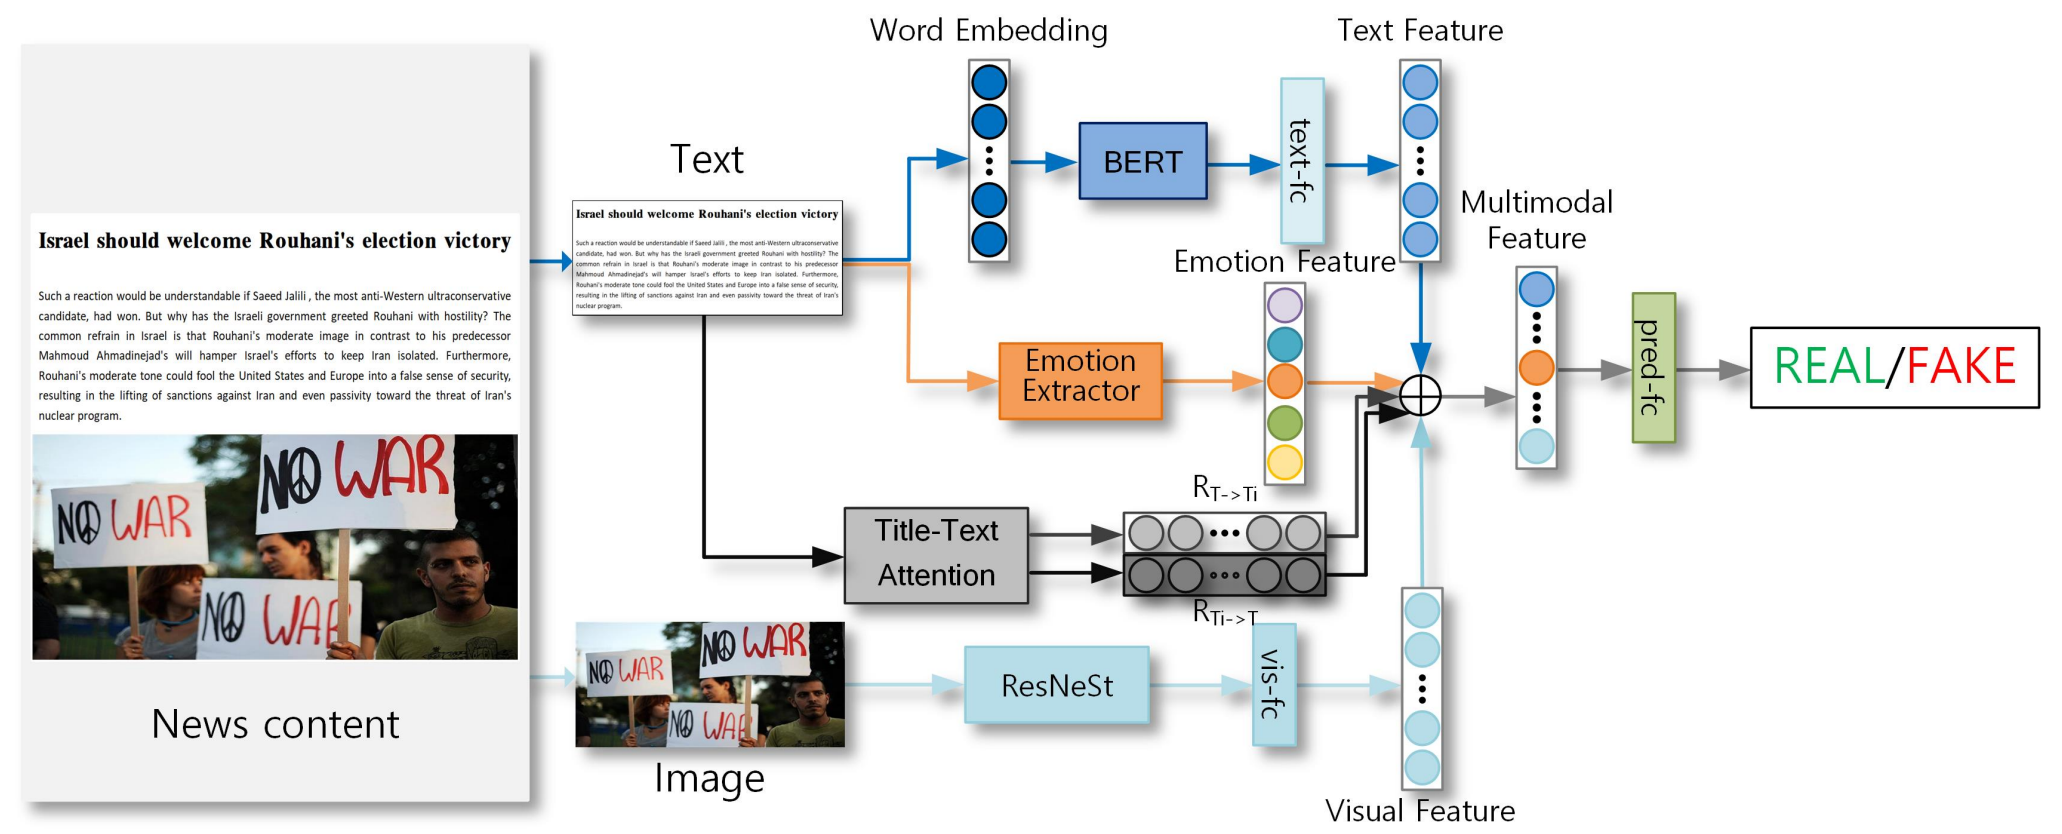 Israel should welcome Rouhani's election victory
Such a reaction would be understandable if Saeed Jalili , the most anti-Western ultraconservative
candidate, had won. But why has the Israeli government greeted Rouhani with hostility? The
common refrain in Israel is that Rouhani's moderate image in contrast to his predecessor
Mahmoud Ahmadinejad's will hamper Israel's efforts to keep Iran isolated. Furthermore,
Rouhani's moderate tone could fool the United States and Europe into a false sense of security,
resulting in the lifting of sanctions against Iran and even passivity toward the threat of Iran's
nuclear program.
NO WAR
NO WAR
NO WAR
News content
Text
Israel should welcome Rouhani's election victory
Such a reaction would be understandable if Saeed Jalili , the most anti-Western ultraconservative
candidate, had won. But why has the Israeli government greeted Rouhani with hostility? The
common refrain in Israel is that Rouhani's moderate image in contrast to his predecessor
Mahmoud Ahmadinejad's will hamper Israel's efforts to keep Iran isolated. Furthermore,
Rouhani's moderate tone could fool the United States and Europe into a false sense of security,
resulting in the lifting of sanctions against Iran and even passivity toward the threat of Iran's
nuclear program.
NO WAR
NO WAR
NO WAR
Image
Word Embedding
BERT
text-fc
Text Feature
Emotion
Extractor
Emotion Feature
Title-Text
Attention
R_T->Ti
R_Ti->T
ResNeSt
vis-fc
Visual Feature
Multimodal
Feature
pred-fc
REAL/FAKE